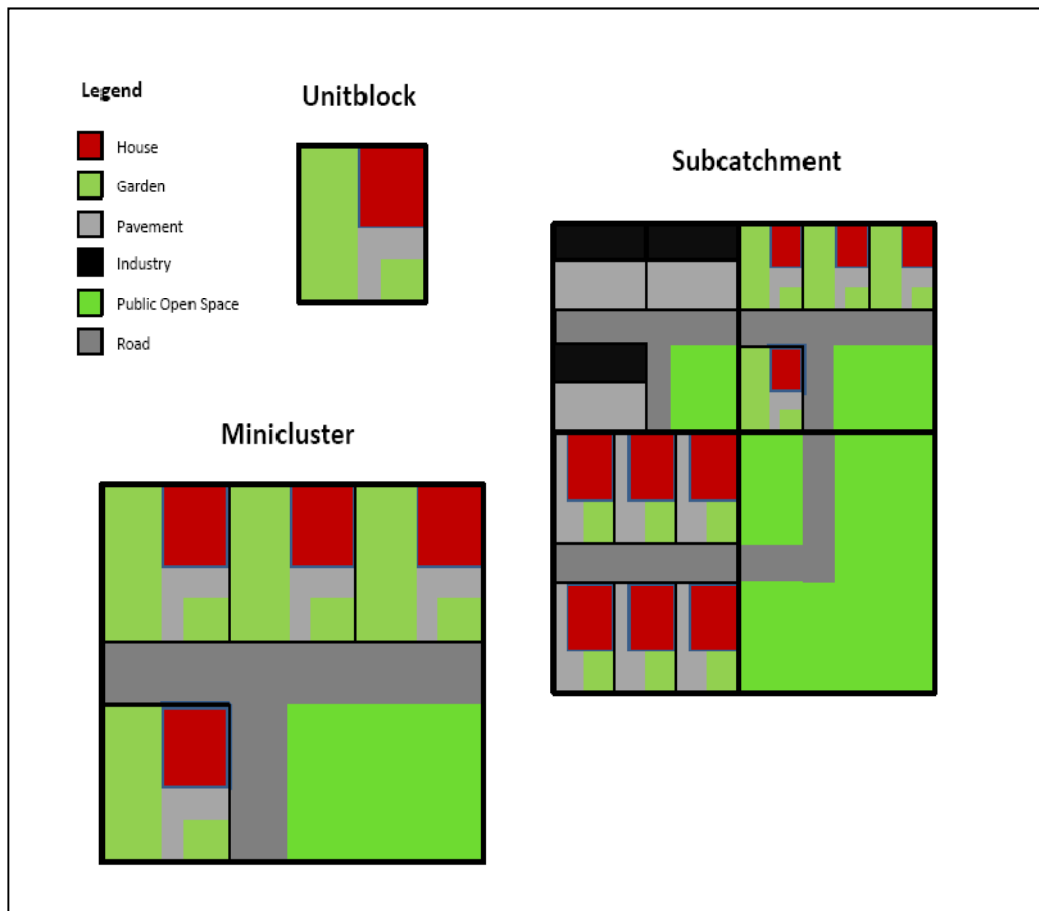 Legend
Unitblock
House
Garden
Pavement
Industry
Public Open Space
Road
Subcatchment
Minicluster